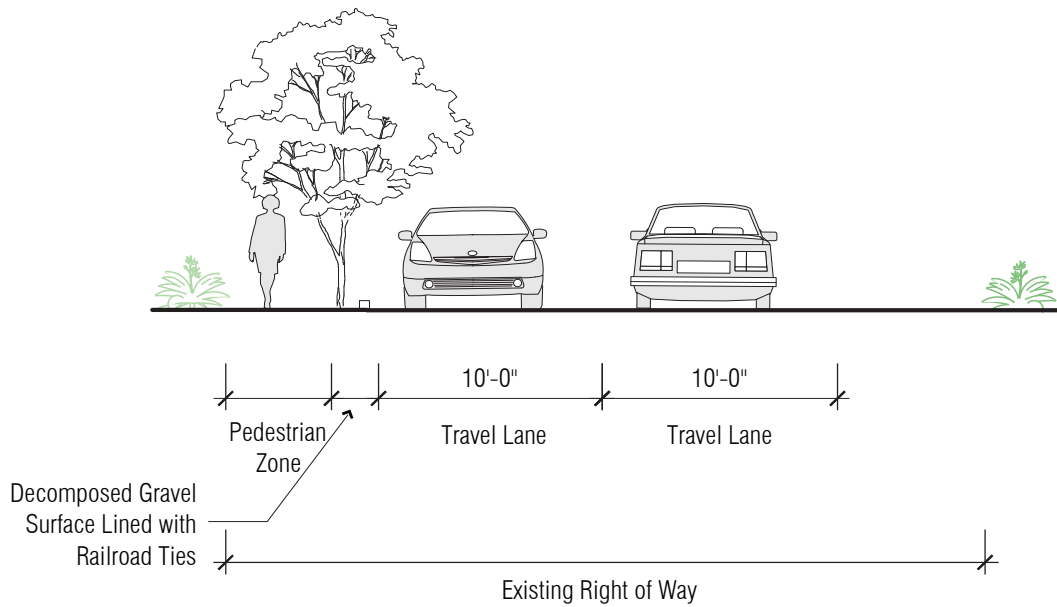 10'-0"
10'-0"
Pedestrian
Zone
Travel Lane
Travel Lane
Decomposed Gravel
Surface Lined with
Railroad Ties
Existing Right of Way